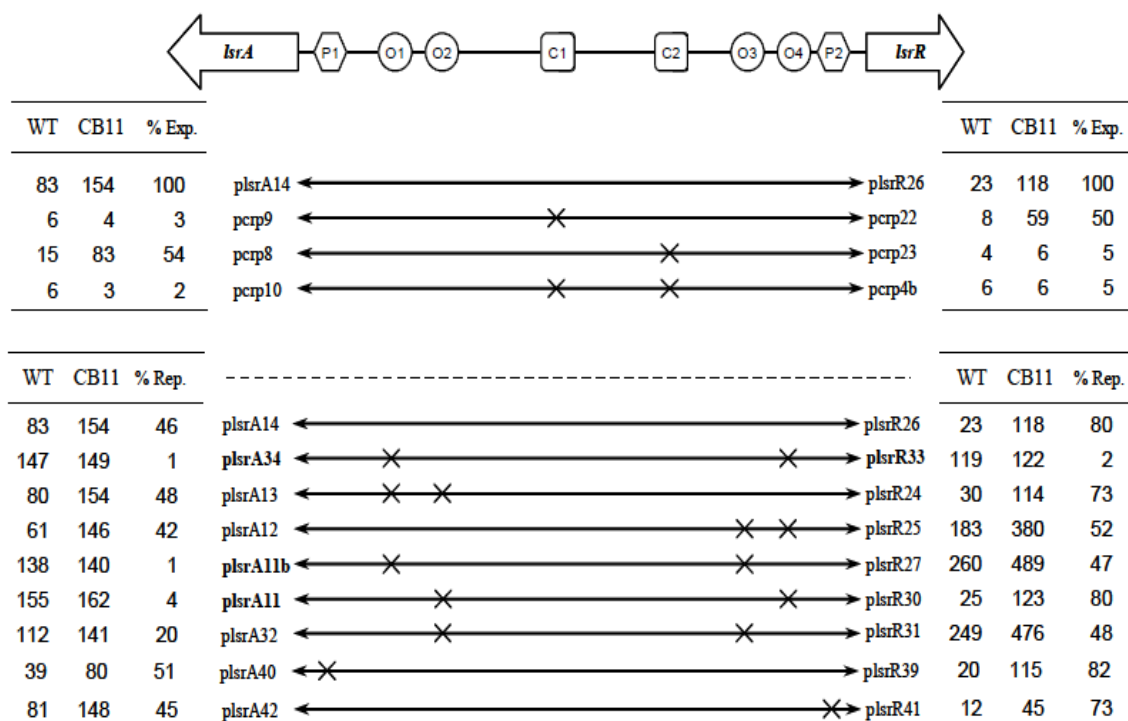 lsrA P1 O1 O2 C1 C2 O3 O4 P2 lsrR
WT CB11 % Exp. WT CB11 % Exp.
83 154 100 plsrA14 plsrR26 23 118 100
6 4 3 pcrp9 pcrp22 8 59 50
15 83 54 pcrp8 pcrp23 4 6 5
6 3 2 pcrp10 pcrp4b 6 6 5
WT CB11 % Rep. WT CB11 % Rep.
83 154 46 plsrA14 plsrR26 23 118 80
147 149 1 plsrA34 plsrR33 119 122 2
80 154 48 plsrA13 plsrR24 30 114 73
61 146 42 plsrA12 plsrR25 183 380 52
138 140 1 plsrA11b plsrR27 260 489 47
155 162 4 plsrA11 plsrR30 25 123 80
112 141 20 plsrA32 plsrR31 249 476 48
39 80 51 plsrA40 plsrR39 20 115 82
81 148 45 plsrA42 plsrR41 12 45 73